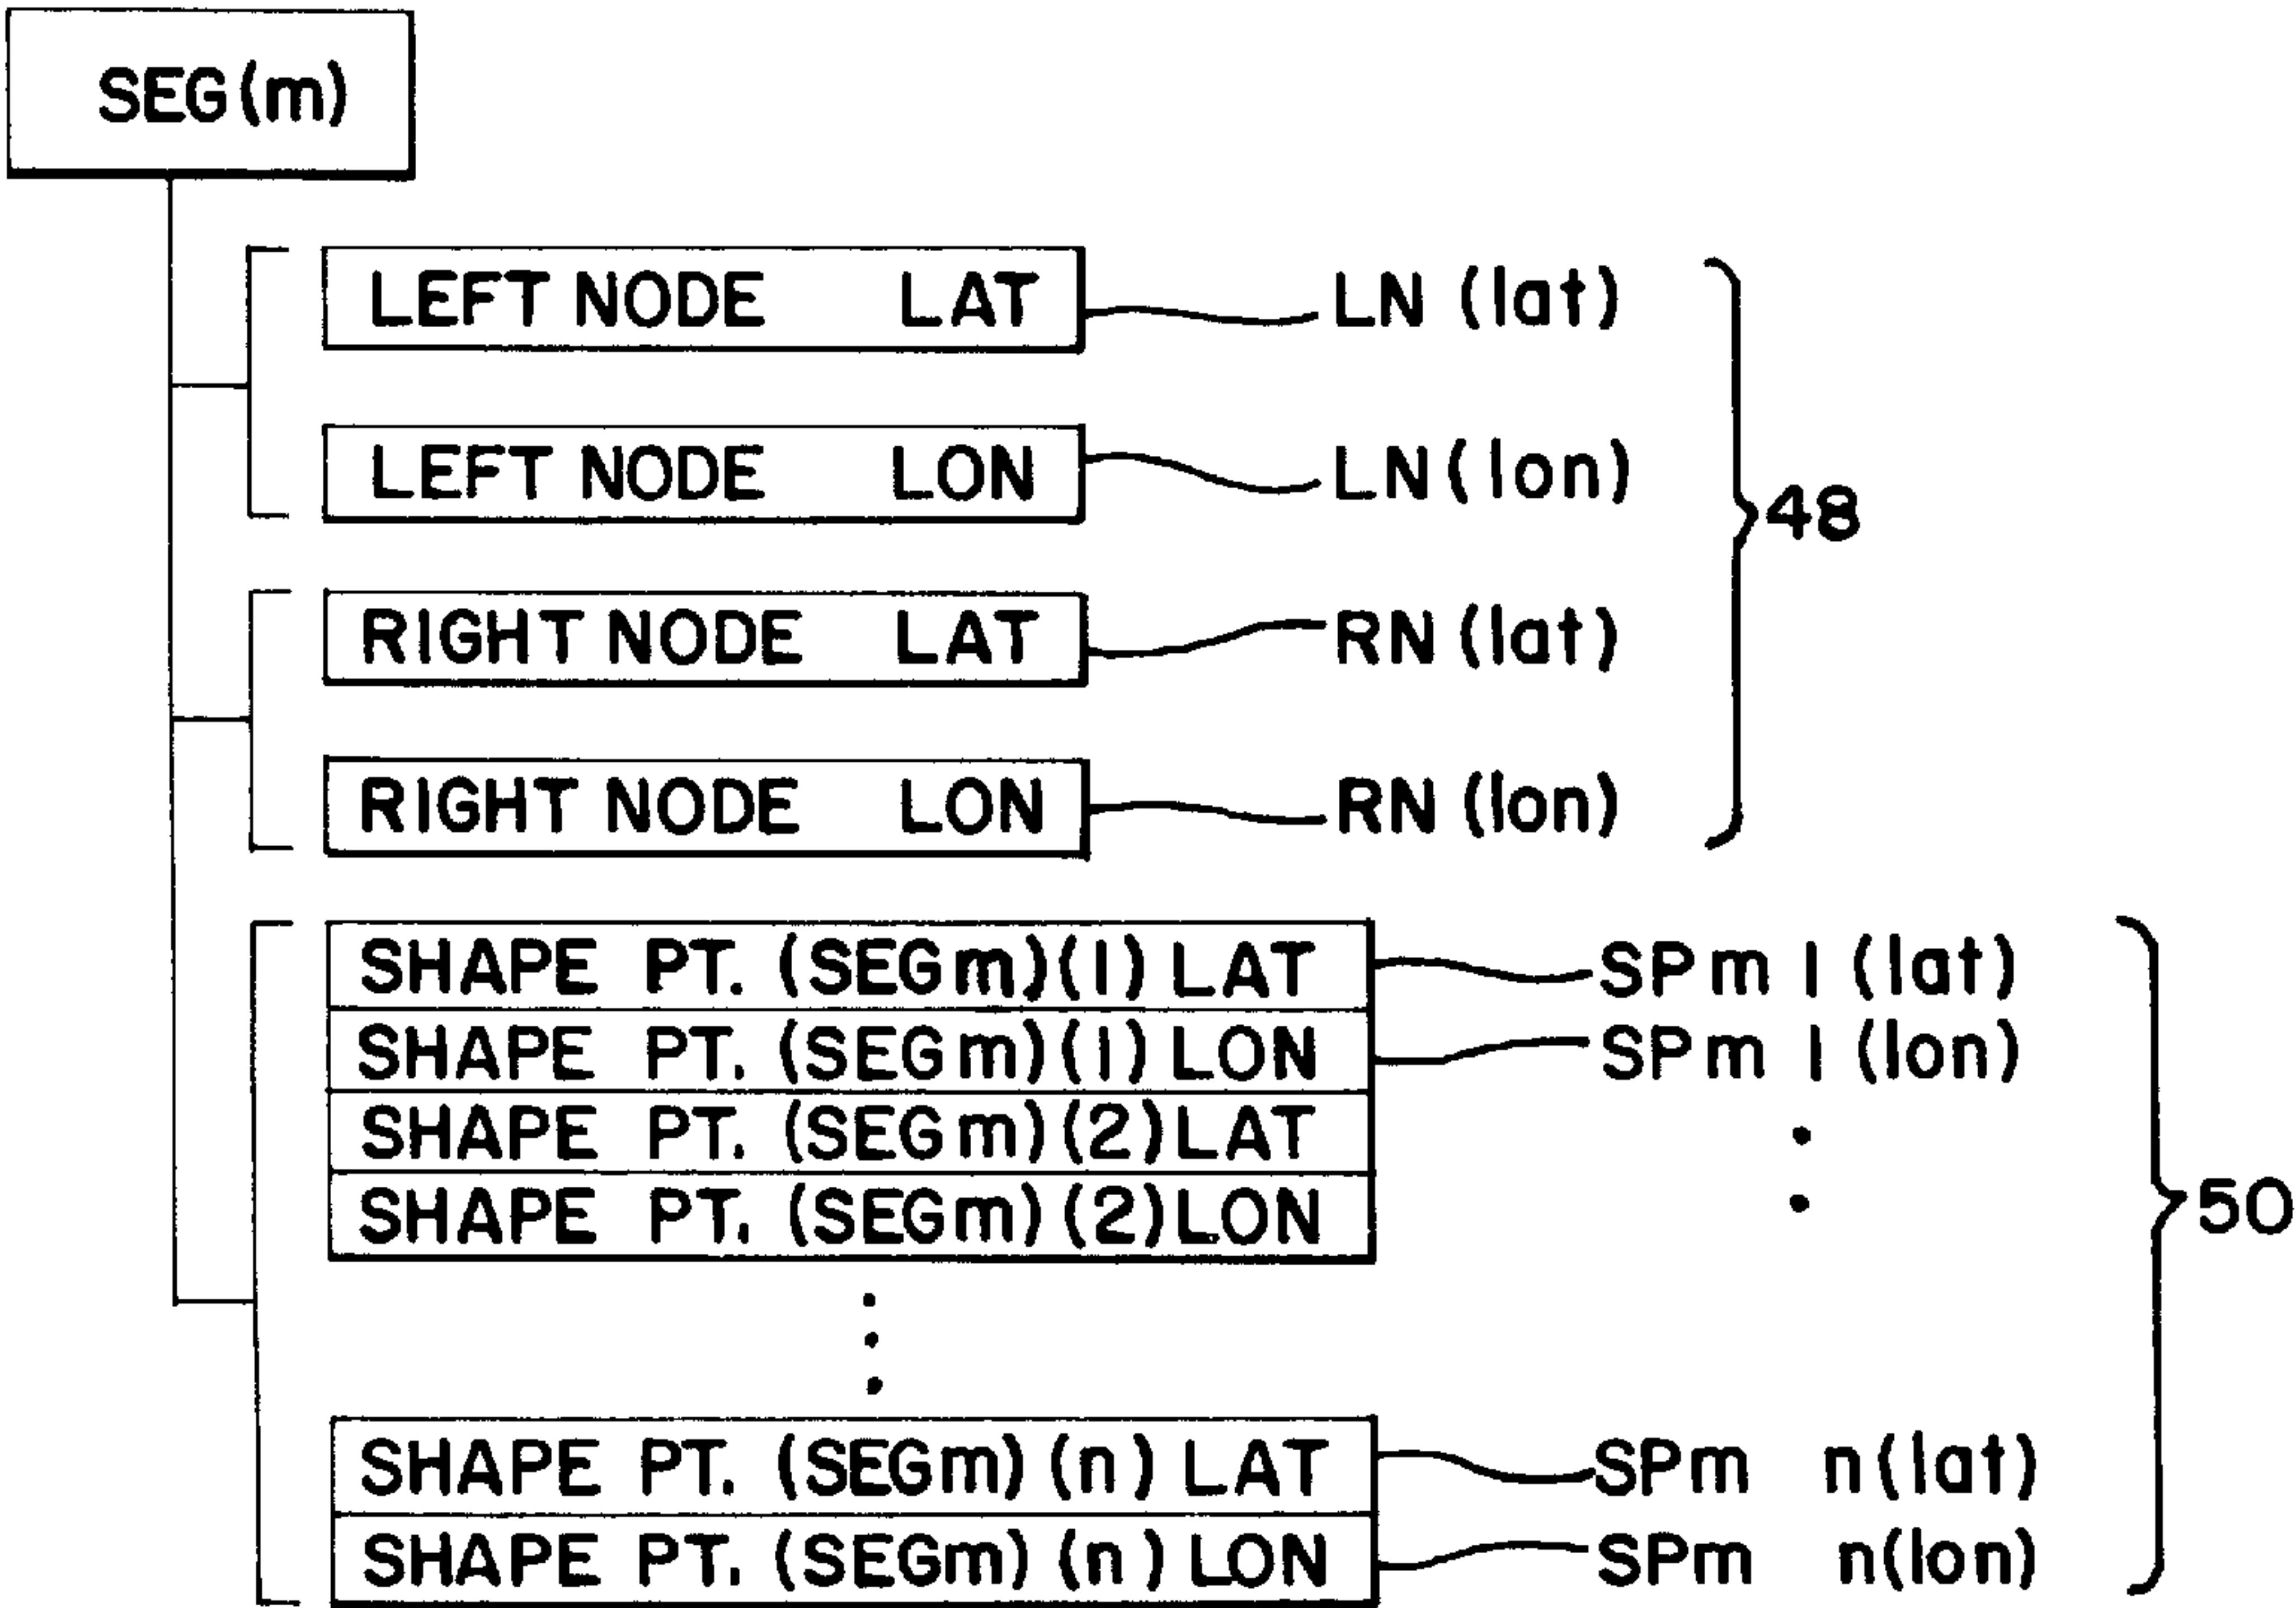 SEG(m)
LEFT NODE LAT LN (lat)
LEFT NODE LON LN (lon)
48
RIGHT NODE LAT RN (lat)
RIGHT NODE LON RN (lon)
SHAPE PT. (SEGm)(1) LAT SPm 1 (lat)
SHAPE PT. (SEGm)(1) LON SPm 1 (lon)
SHAPE PT. (SEGm)(2) LAT
SHAPE PT. (SEGm)(2) LON
50
SHAPE PT. (SEGm)(n) LAT SPm n(lat)
SHAPE PT. (SEGm)(n) LON SPm n(lon)